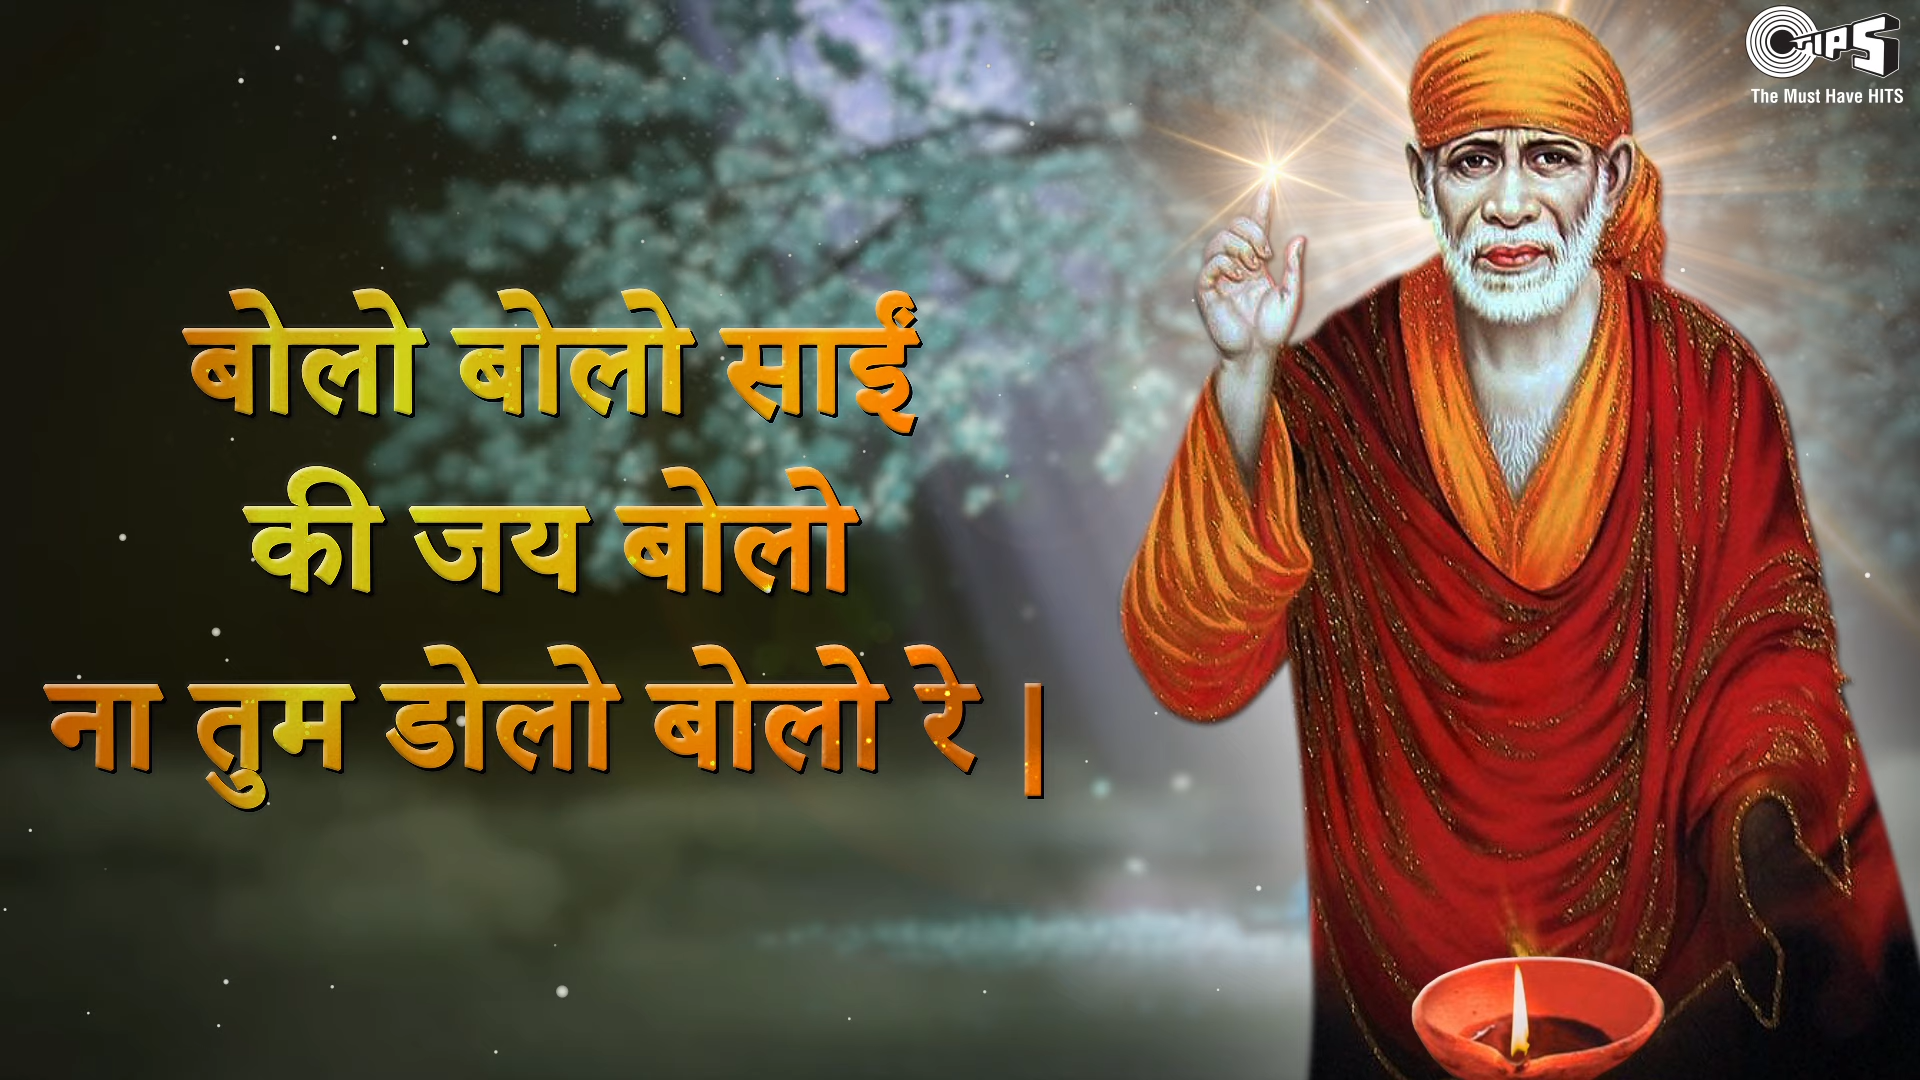 TIPS
The Must Have HITS
बोलो बोलो साईं
की जय बोलो
ना तुम डोलो बोलो रे |